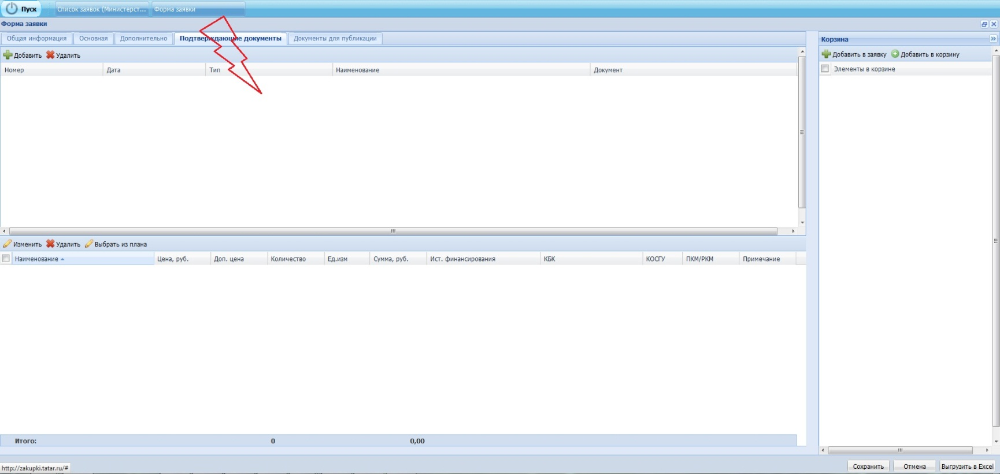 Пуск
Список заявок (Министерст...
Форма заявки
Форма заявки
Общая информация
Основная
Дополнительно
Подтверждающие документы
Документы для публикации
Корзина
Добавить
Удалить
Добавить в заявку
Добавить в корзину
Номер
Дата
Тип
Наименование
Документ
Элементы в корзине
Изменить
Удалить
Выбрать из плана
Наименование
Цена, руб.
Доп. цена
Количество
Ед.изм
Сумма, руб.
Ист. финансирования
КБК
КОСГУ
ПКМ/РКМ
Примечание
Итого:
0
0,00
http://zakupki.tatar.ru/#
Сохранить
Отмена
Выгрузить в Excel